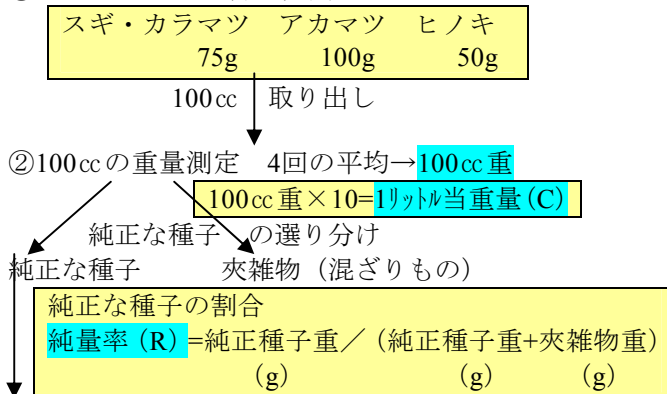 スギ・カラマツ　アカマツ　ヒノキ
75g　100g　50g
100㏄　取り出し
②100㏄の重量測定　4回の平均→100㏄重
100㏄重×10=1ﾘｯﾄﾙ当重量(C)
純正な種子　の選り分け
純正な種子　夾雑物（混ざりもの）
純正な種子の割合
純量率(R)=純正種子重／（純正種子重+夾雑物重）
(g)　(g)　(g)